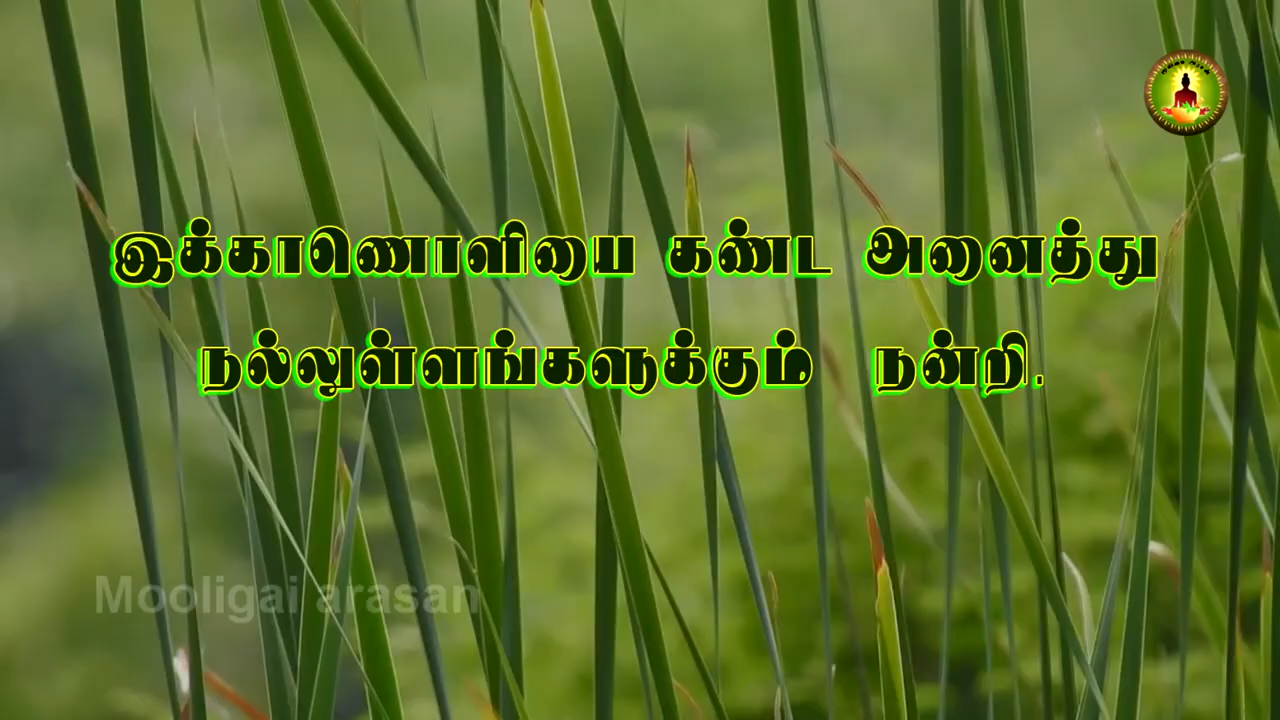 இக்காணொளியை கண்ட அனைத்து
நல்லுள்ளங்களுக்கும் நன்றி.
Mooligai arasan